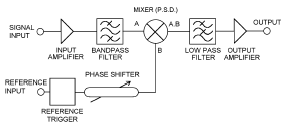 MIXER (P.S.D.)
SIGNAL
INPUT
A
A.B
OUTPUT
INPUT
AMPLIFIER
BANDPASS
FILTER
LOW PASS
FILTER
OUTPUT
AMPLIFIER
B
PHASE SHIFTER
REFERENCE
INPUT
REFERENCE
TRIGGER